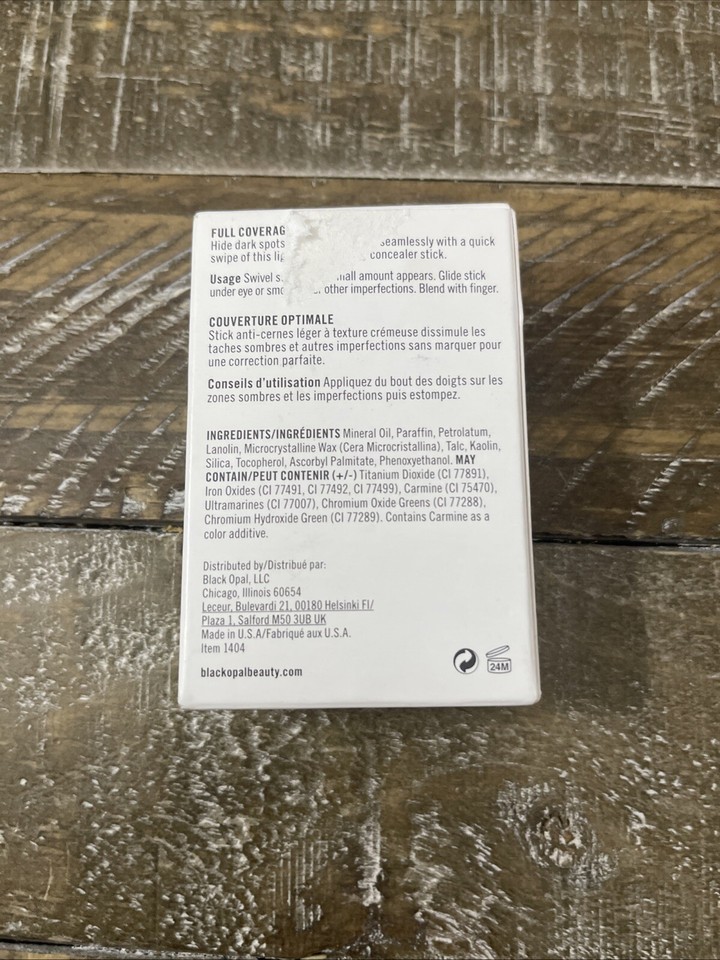 FULL COVERAG
Hide dark spots seamlessly with a quick
swipe of this concealer stick.
Usage Swivel amount appears. Glide stick
under eye or other imperfections. Blend with finger.
COUVERTURE OPTIMALE
Stick anti-cernes léger à texture crémeuse dissimule les
taches sombres et autres imperfections sans marquer pour
une correction parfaite.
Conseils d'utilisation Appliquez du bout des doigts sur les
zones sombres et les imperfections puis estompez.
INGREDIENTS/INGRÉDIENTS Mineral Oil, Paraffin, Petrolatum,
Lanolin, Microcrystalline Wax (Cera Microcristallina), Talc, Kaolin,
Silica, Tocopherol, Ascorbyl Palmitate, Phenoxyethanol. MAY
CONTAIN/PEUT CONTENIR (+/-) Titanium Dioxide (CI 77891),
Iron Oxides (CI 77491, CI 77492, CI 77499), Carmine (CI 75470),
Ultramarines (CI 77007), Chromium Oxide Greens (CI 77288),
Chromium Hydroxide Green (CI 77289). Contains Carmine as a
color additive.
Distributed by/Distribué par:
Black Opal, LLC
Chicago, Illinois 60654
Leceur, Bulevardi 21, 00180 Helsinki FI/
Plaza 1, Salford M50 3UB UK
Made in U.S.A/Fabriqué aux U.S.A.
Item 1404
blackopalbeauty.com
24M